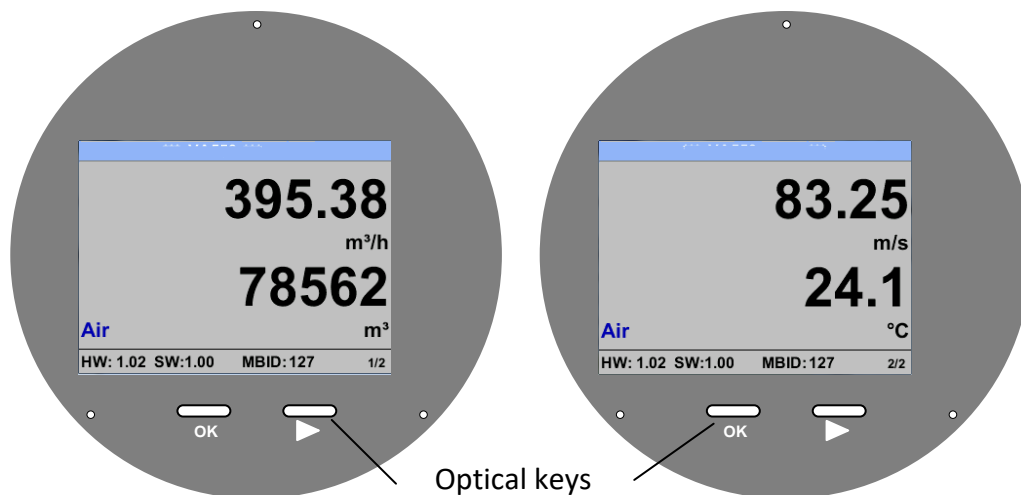 395.38
m³/h
78562
Air
m³
HW: 1.02 SW:1.00 MBID:127 1/2
OK
83.25
m/s
24.1
Air
°C
HW: 1.02 SW:1.00 MBID:127 2/2
OK
Optical keys